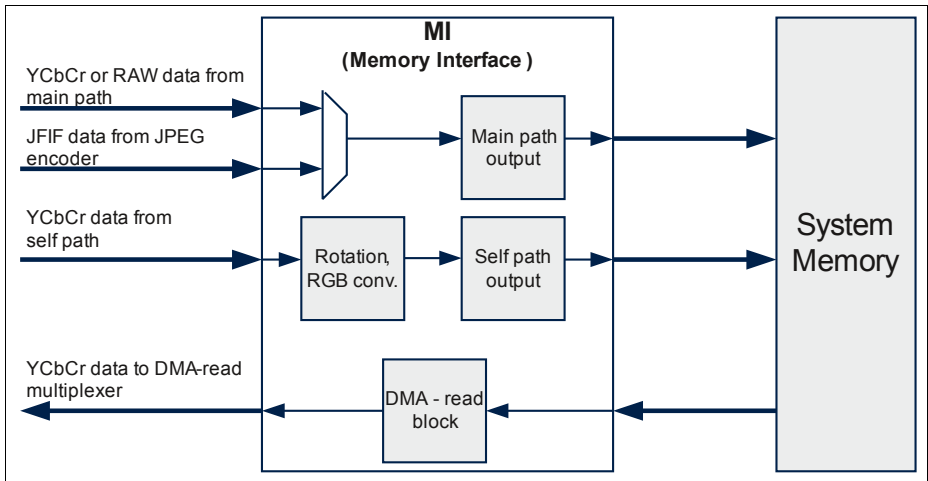 MI
(Memory Interface )
YCbCr or RAW data from
main path
JFIF data from JPEG
encoder
Main path
output
YCbCr data from
self path
Rotation,
RGB conv.
Self path
output
System
Memory
YCbCr data to DMA-read
multiplexer
DMA - read
block